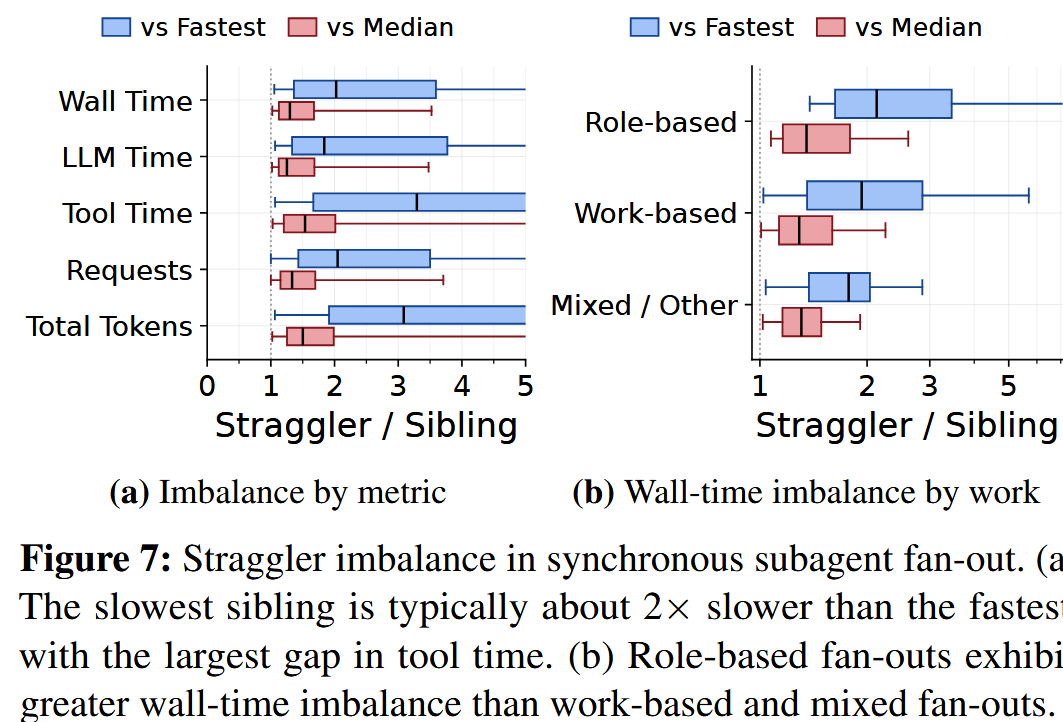 vs Fastest vs Median
vs Fastest vs Median
Wall Time
LLM Time
Tool Time
Requests
Total Tokens
0 1 2 3 4 5
Straggler / Sibling
Role-based
Work-based
Mixed / Other
1 2 3 5
Straggler / Sibling
(a) Imbalance by metric
(b) Wall-time imbalance by work
Figure 7: Straggler imbalance in synchronous subagent fan-out. (a
The slowest sibling is typically about 2× slower than the fastest
with the largest gap in tool time. (b) Role-based fan-outs exhibi
greater wall-time imbalance than work-based and mixed fan-outs.